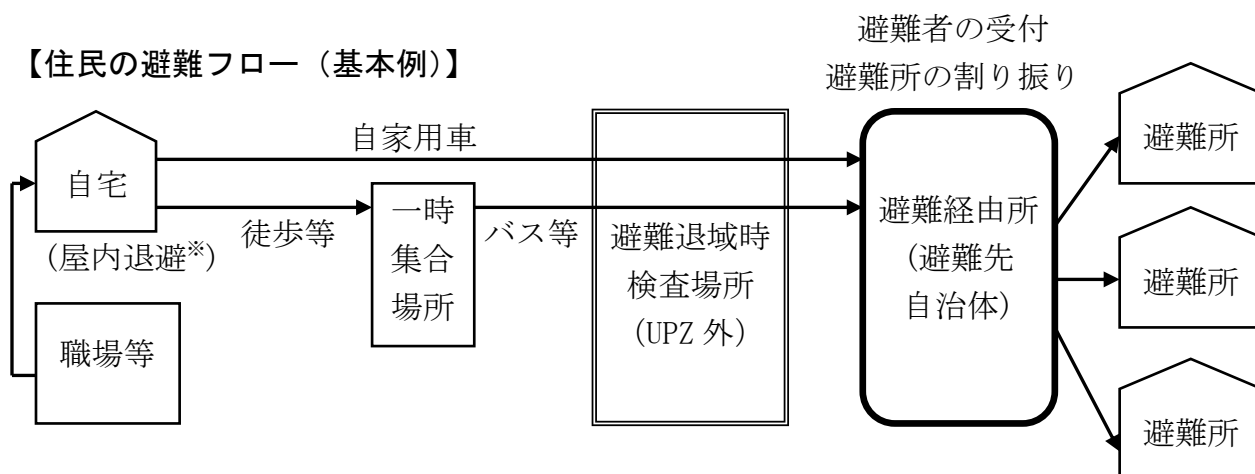 避難者の受付
避難所の割り振り
【住民の避難フロー（基本例）】
自家用車
自宅
(屋内退避※)
職場等
徒歩等
一時
集合
場所
バス等
避難退域時
検査場所
(UPZ 外)
避難経由所
(避難先
自治体)
避難所
避難所
避難所